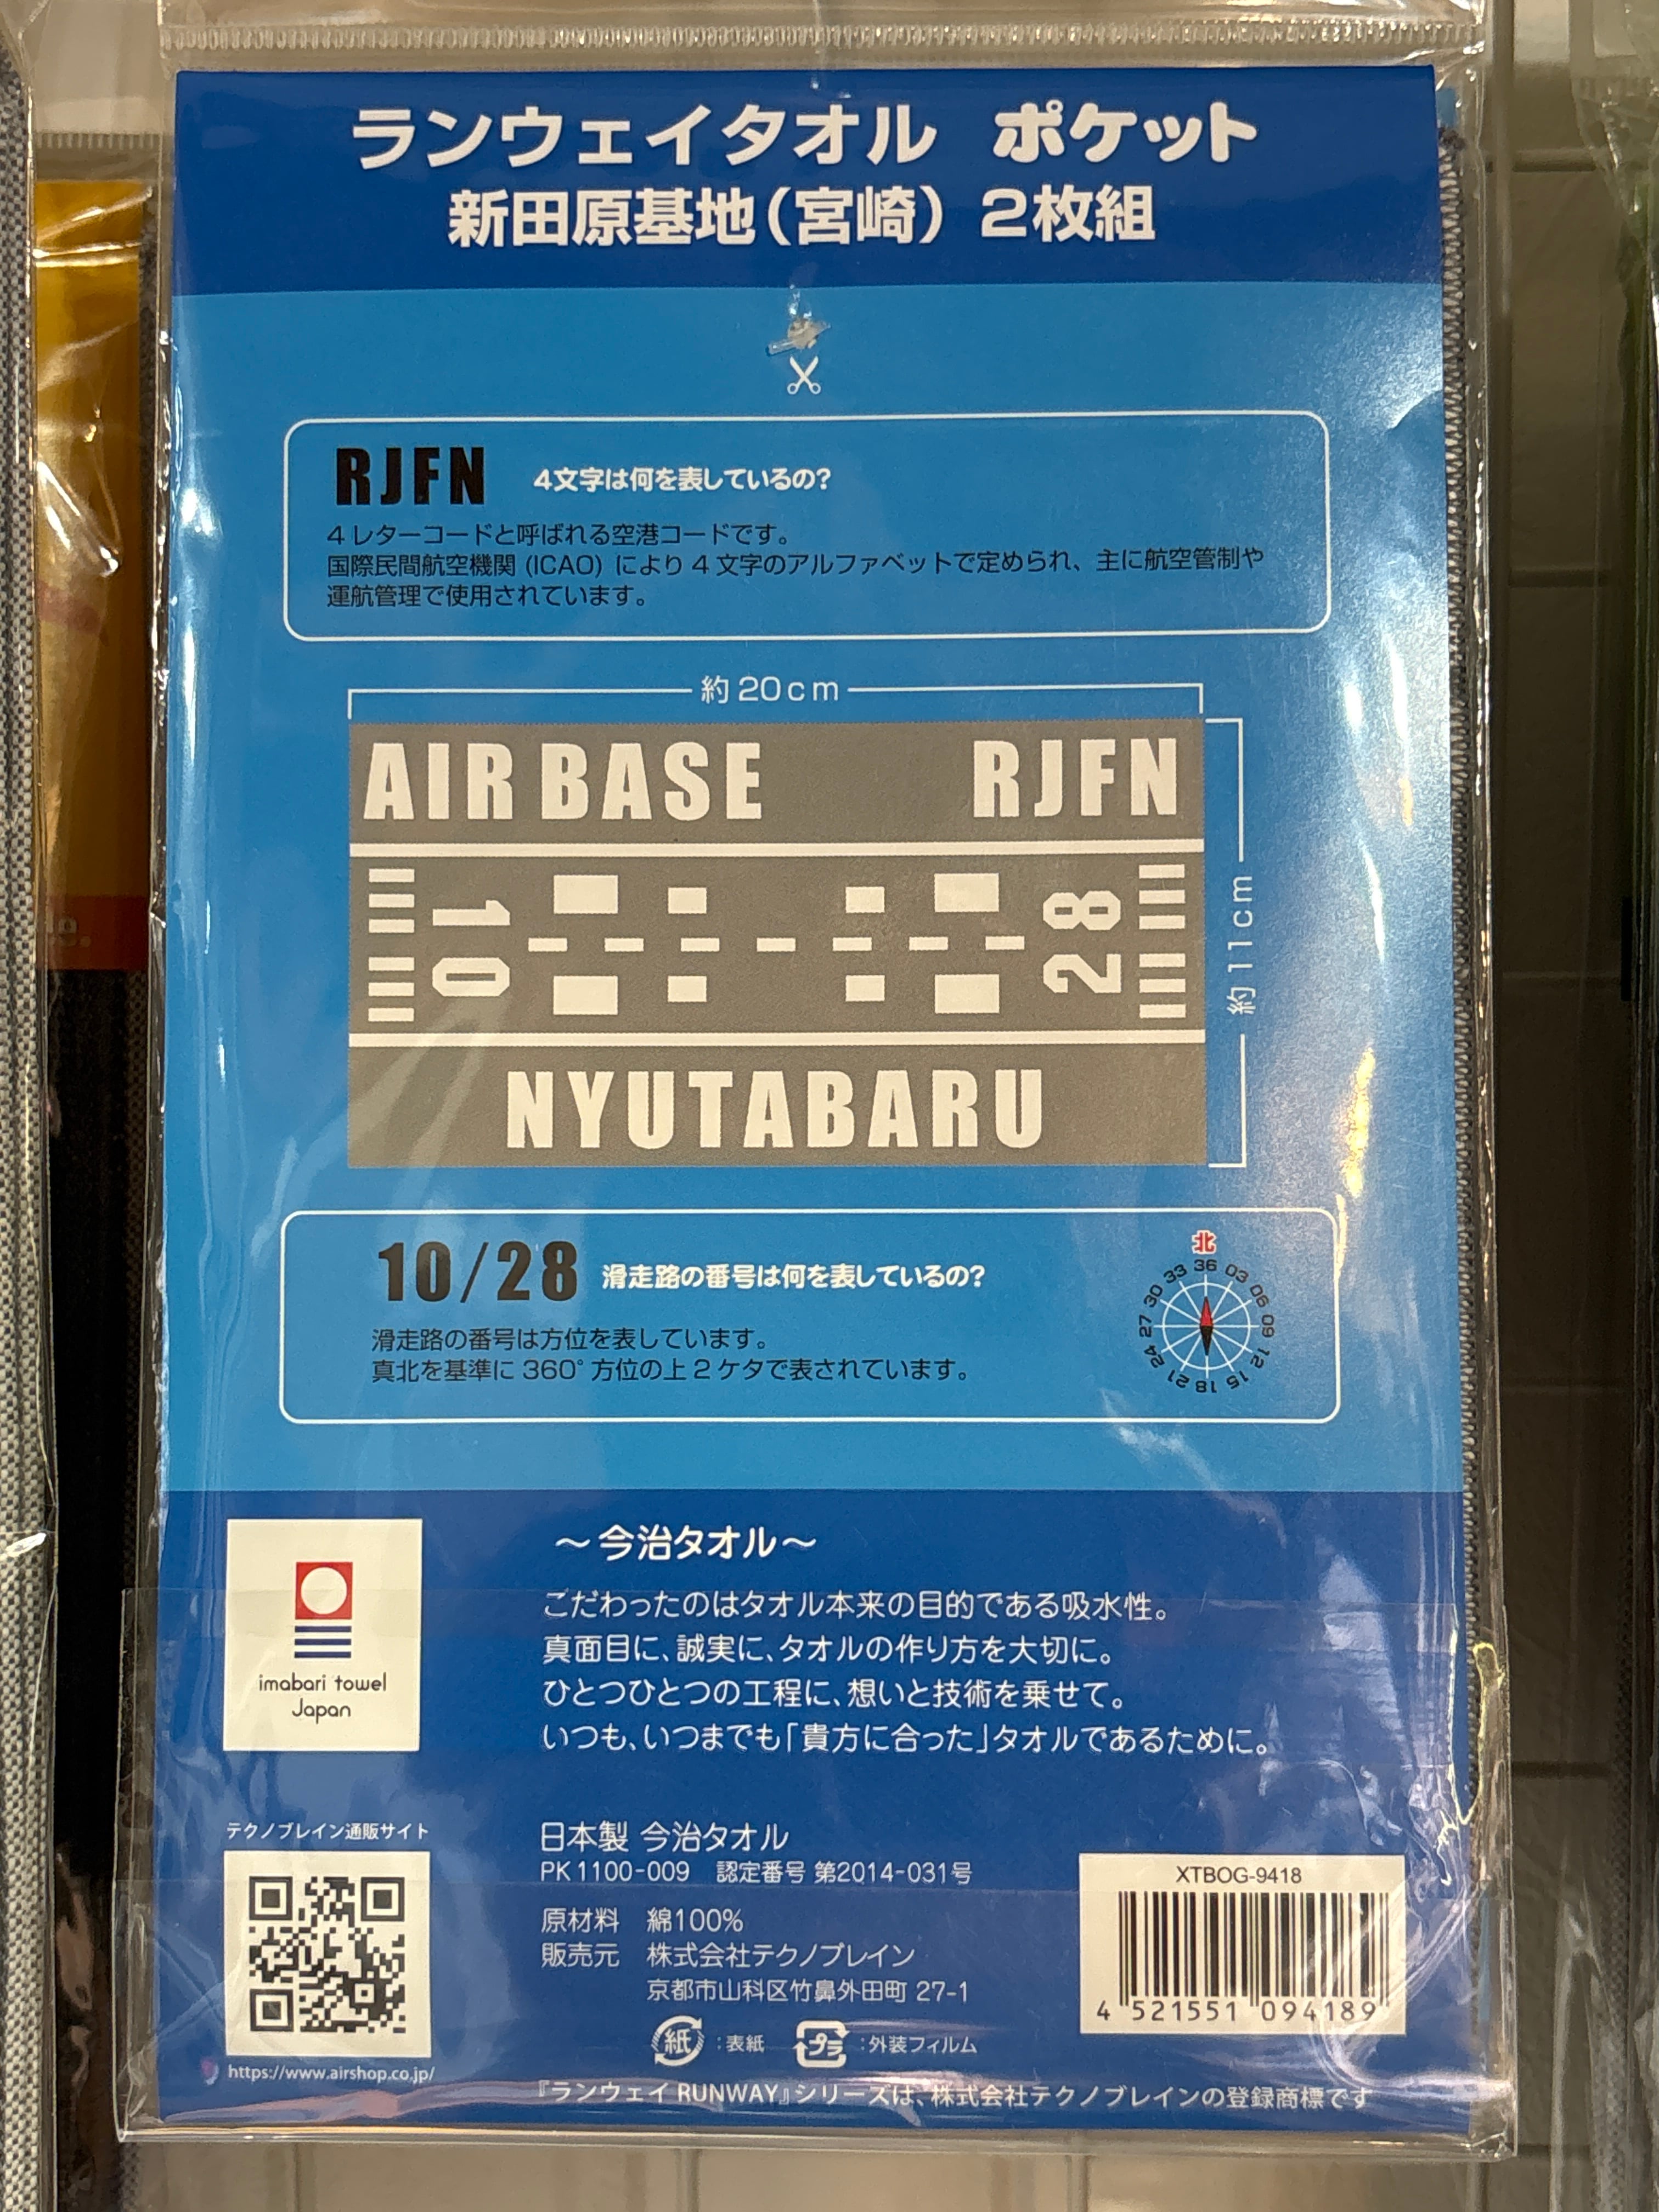 ランウェイタオル ポケット
新田原基地(宮崎) 2枚組
RJFN 4文字は何を表しているの?
4レターコードと呼ばれる空港コードです。
国際民間航空機関 (ICAO) により 4 文字のアルファベットで定められ、主に航空管制や
運航管理で使用されています。
約20cm
AIR BASE RJFN
10 28
約11cm
NYUTABARU
10/28 滑走路の番号は何を表しているの?
滑走路の番号は方位を表しています。
真北を基準に 360°方位の上 2 ケタで表されています。
北
36 03 06 09 12 15 18 21 24 27 30 33
~今治タオル~
こだわったのはタオル本来の目的である吸水性。
真面目に、誠実に、タオルの作り方を大切に。
ひとつひとつの工程に、想いと技術を乗せて。
いつも、いつまでも「貴方に合った」タオルであるために。
imabari towel
Japan
テクノブレイン通販サイト
https://www.airshop.co.jp/
日本製 今治タオル
PK1100-009 認定番号 第2014-031号
原材料 綿100%
販売元 株式会社テクノブレイン
京都市山科区竹鼻外田町 27-1
紙 :表紙 プラ :外装フィルム
XTBOG-9418
4 521551 094189
『ランウェイ RUNWAY』シリーズは、株式会社テクノブレインの登録商標です